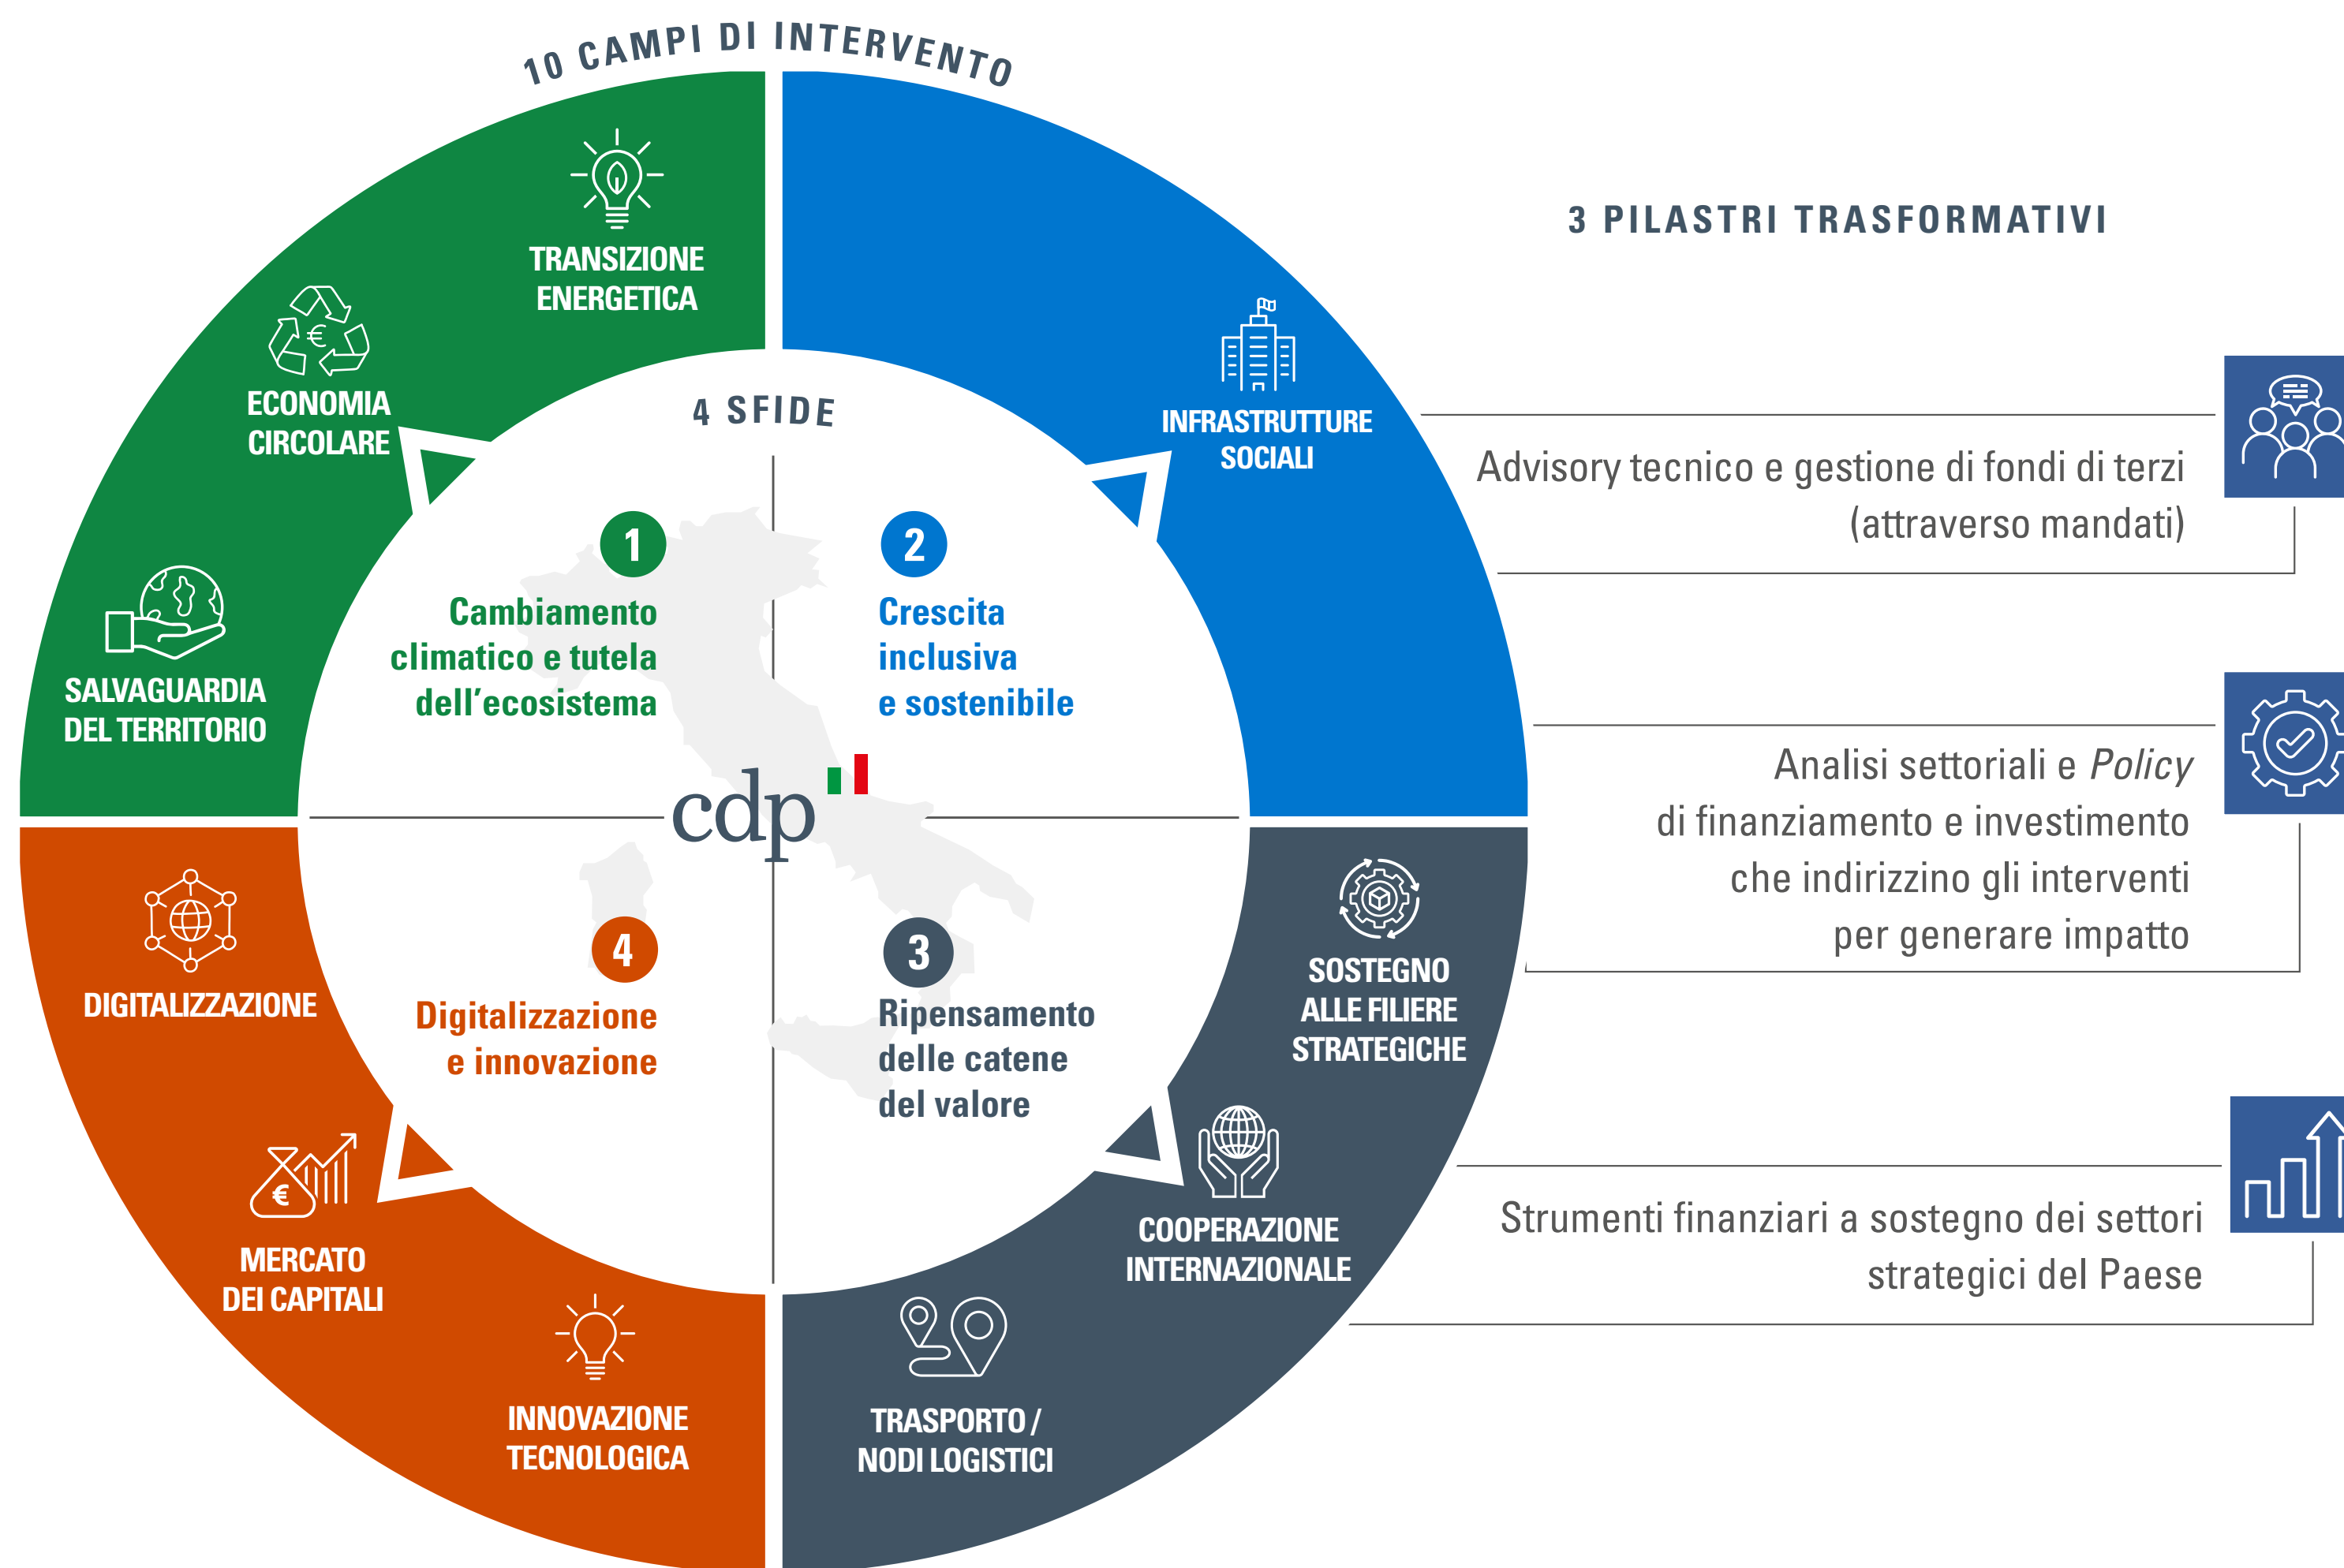 10 CAMPI DI INTERVENTO
TRANSIZIONE
ENERGETICA
ECONOMIA
CIRCOLARE
SALVAGUARDIA
DEL TERRITORIO
INFRASTRUTTURE
SOCIALI
4 SFIDE
1
Cambiamento
climatico e tutela
dell'ecosistema
2
Crescita
inclusiva
e sostenibile
cdp
4
Digitalizzazione
e innovazione
3
Ripensamento
delle catene
del valore
DIGITALIZZAZIONE
€
MERCATO
DEI CAPITALI
€
INNOVAZIONE
TECNOLOGICA
SOSTEGNO
ALLE FILIERE
STRATEGICHE
COOPERAZIONE
INTERNAZIONALE
TRASPORTO /
NODI LOGISTICI
3 PILASTRI TRASFORMATIVI
Advisory tecnico e gestione di fondi di terzi
(attraverso mandati)
Analisi settoriali e Policy
di finanziamento e investimento
che indirizzino gli interventi
per generare impatto
Strumenti finanziari a sostegno dei settori
strategici del Paese